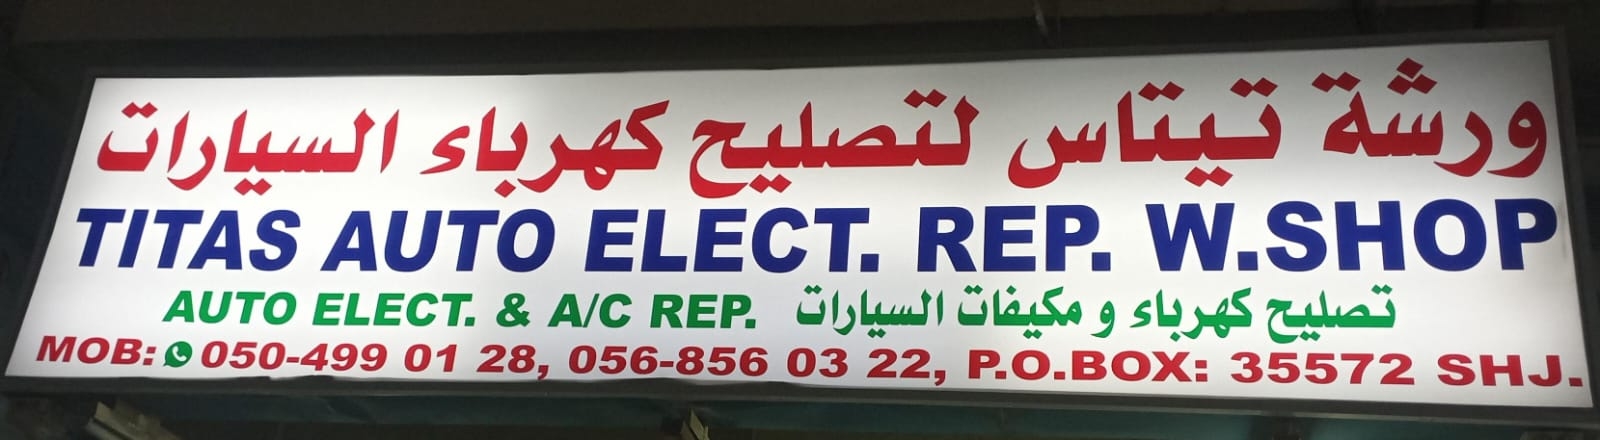 ورشة تيتاس لتصليح كهرباء السيارات
TITAS AUTO ELECT. REP. W.SHOP
AUTO ELECT. & A/C REP. تصليح كهرباء و مكيفات السيارات
MOB: 050-499 01 28, 056-856 03 22, P.O.BOX: 35572 SHJ.